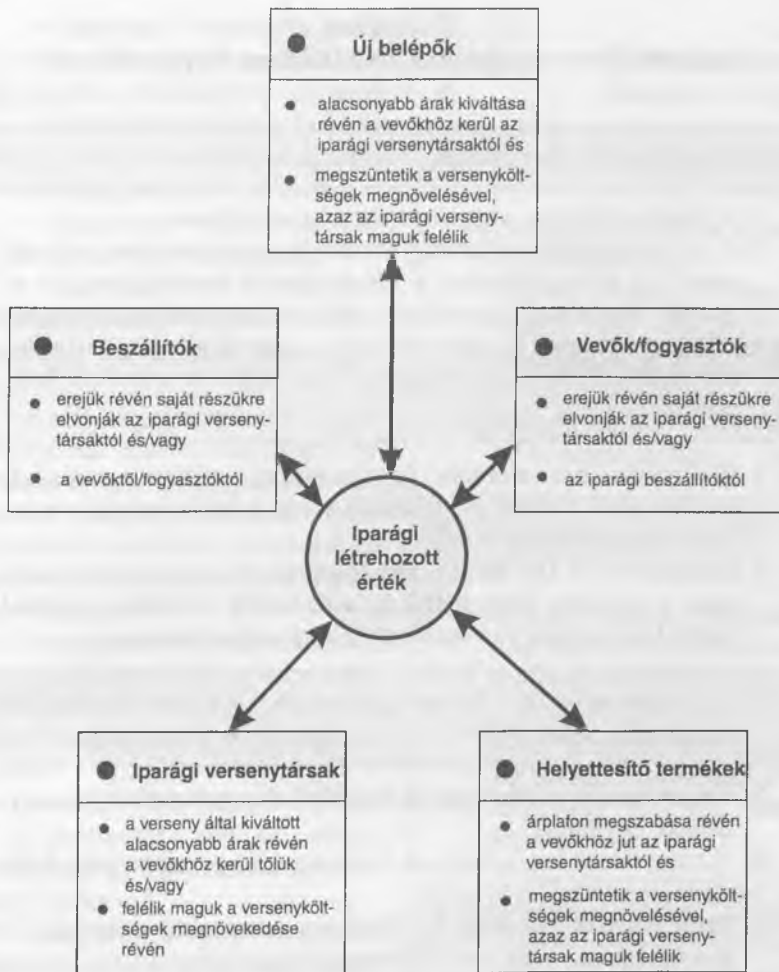 Új belépők
alacsonyabb árak kiváltása
révén a vevőkhöz kerül az
iparági versenytársaktól és
megszüntetik a versenykölt-
ségek megnövelésével,
azaz az iparági verseny-
társak maguk felélik
Beszállítók
erejük révén saját részükre
elvonják az iparági verseny-
társaktól és/vagy
a vevőktől/fogyasztóktól
Vevők/fogyasztók
erejük révén saját részükre
elvonják az iparági verseny-
társaktól és/vagy
az iparági beszállítóktól
Iparági
létrehozott
érték
Iparági versenytársak
a verseny által kiváltott
alacsonyabb árak révén
a vevőkhöz kerül tőlük
és/vagy
felélik maguk a versenykölt-
ségek megnövekedése
révén
Helyettesítő termékek
árplafon megszabása révén
a vevőkhöz jut az iparági
versenytársaktól és
megszüntetik a versenykölt-
ségek megnövelésével,
azaz az iparági verseny-
társak maguk felélik